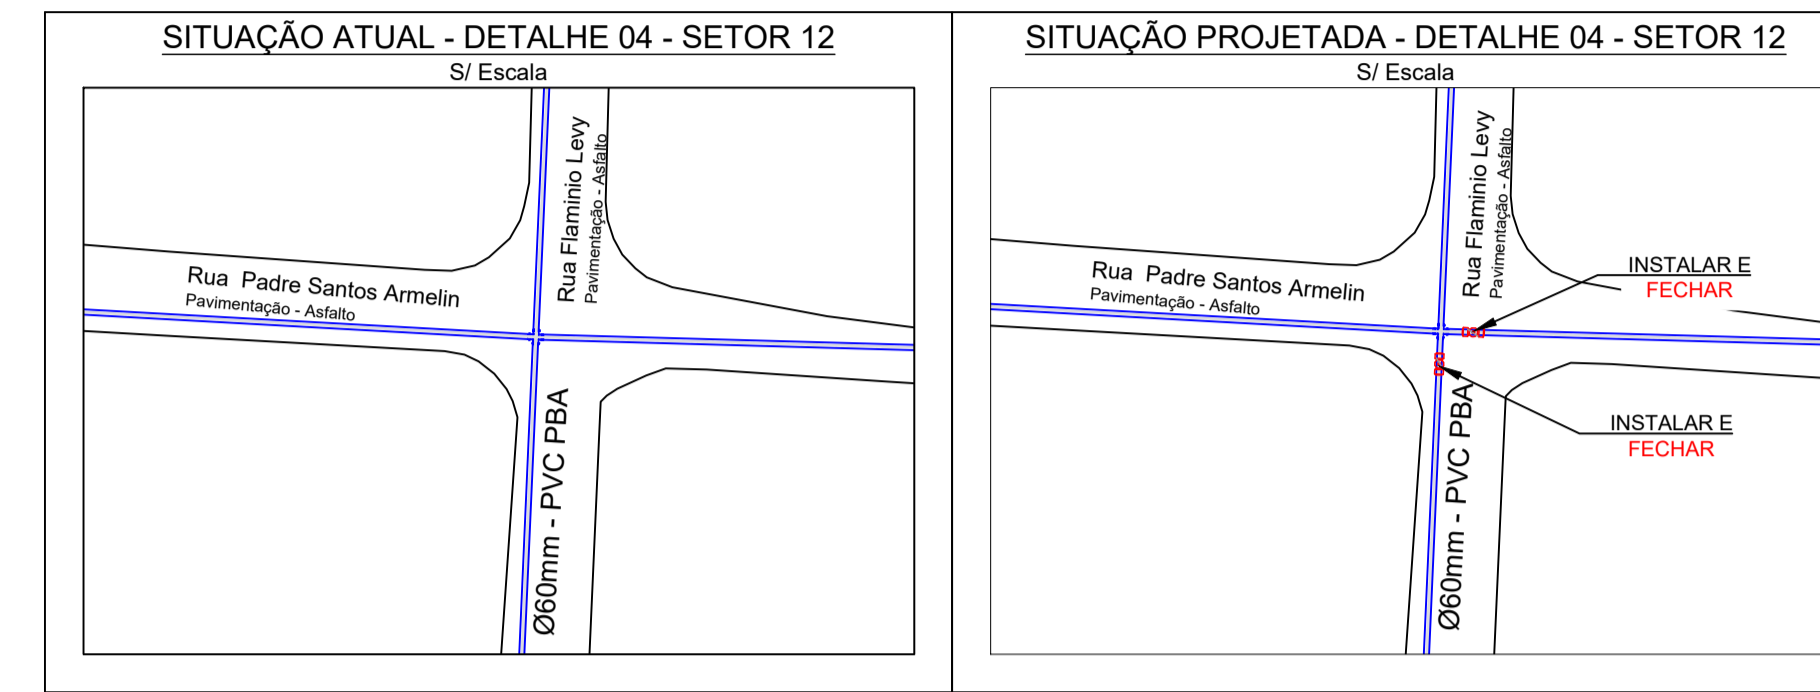 SITUAÇÃO ATUAL - DETALHE 04 - SETOR 12
S/ Escala
Rua Flaminio Levy
Pavimentação - Asfalto
Rua Padre Santos Armelin
Pavimentação - Asfalto
Ø60mm - PVC PBA
SITUAÇÃO PROJETADA - DETALHE 04 - SETOR 12
S/ Escala
Rua Flaminio Levy
Pavimentação - Asfalto
Rua Padre Santos Armelin
Pavimentação - Asfalto
INSTALAR E
FECHAR
INSTALAR E
FECHAR
Ø60mm - PVC PBA